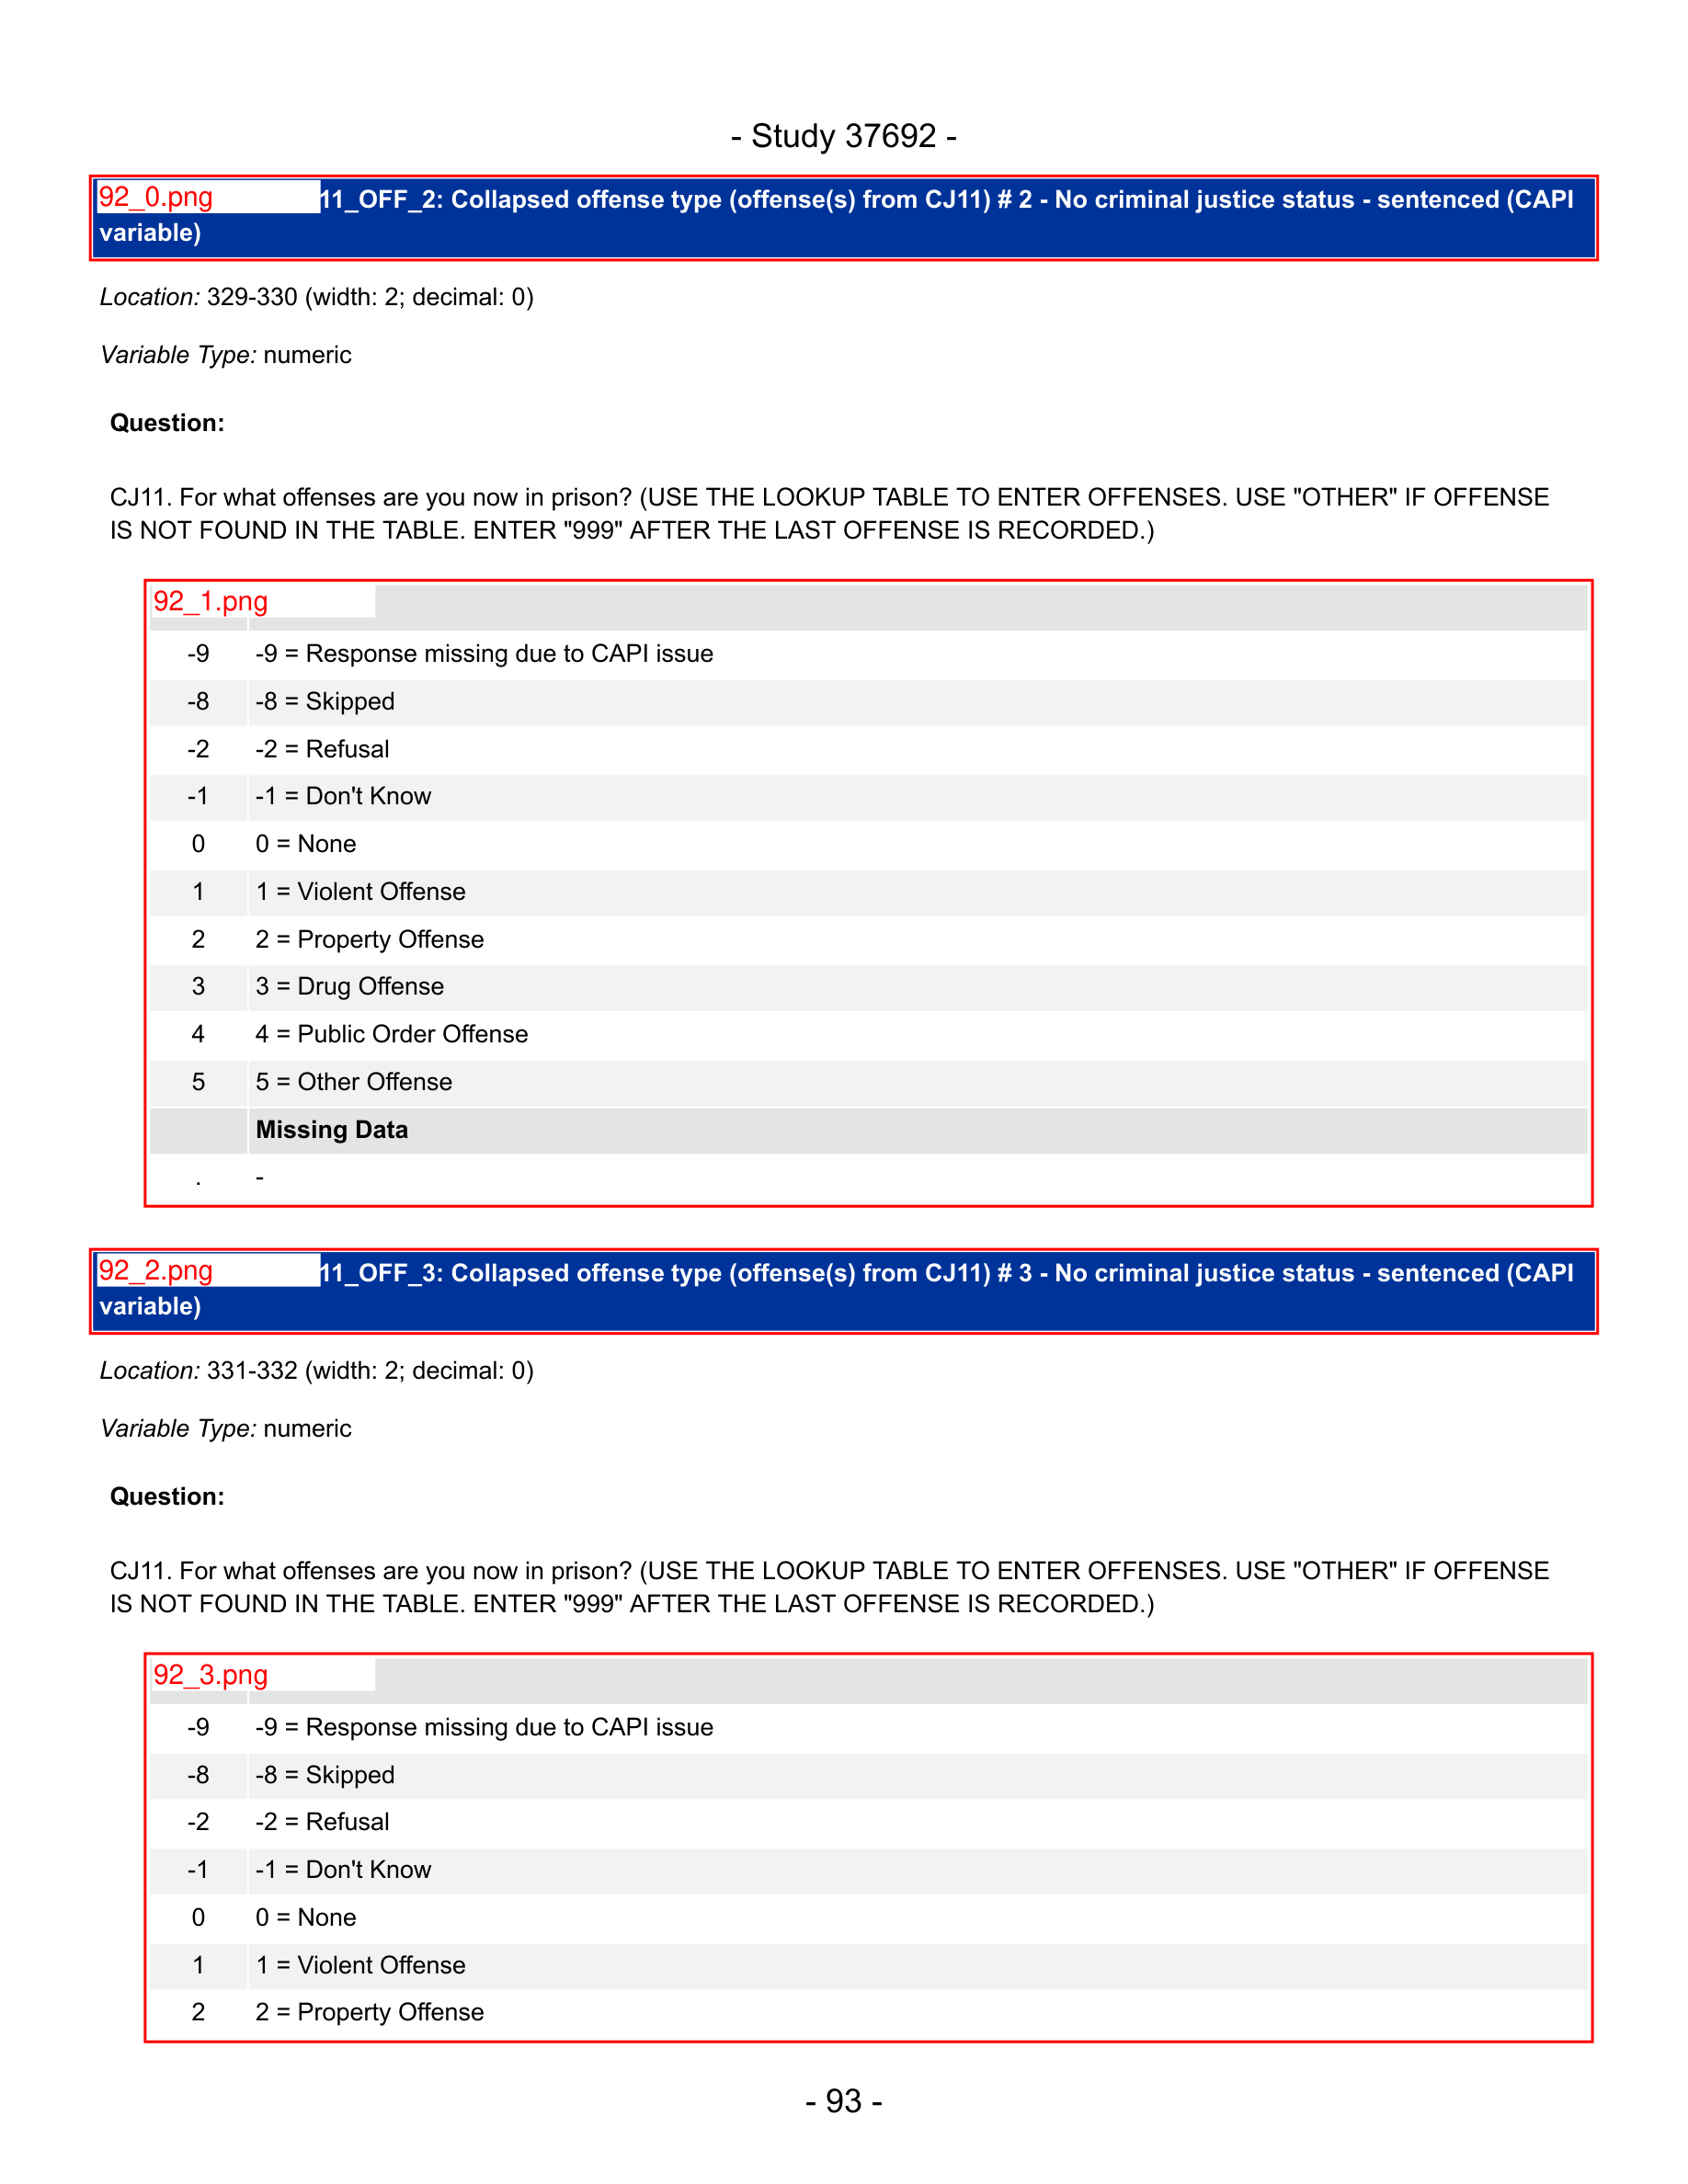 - Study 37692 -
92_0.png 11_OFF_2: Collapsed offense type (offense(s) from CJ11) # 2 - No criminal justice status - sentenced (CAPI
variable)
Location: 329-330 (width: 2; decimal: 0)
Variable Type: numeric
Question:
CJ11. For what offenses are you now in prison? (USE THE LOOKUP TABLE TO ENTER OFFENSES. USE "OTHER" IF OFFENSE
IS NOT FOUND IN THE TABLE. ENTER "999" AFTER THE LAST OFFENSE IS RECORDED.)
92_1.png
-9 -9 = Response missing due to CAPI issue
-8 -8 = Skipped
-2 -2 = Refusal
-1 -1 = Don't Know
0 0 = None
1 1 = Violent Offense
2 2 = Property Offense
3 3 = Drug Offense
4 4 = Public Order Offense
5 5 = Other Offense
Missing Data
. -
92_2.png 11_OFF_3: Collapsed offense type (offense(s) from CJ11) # 3 - No criminal justice status - sentenced (CAPI
variable)
Location: 331-332 (width: 2; decimal: 0)
Variable Type: numeric
Question:
CJ11. For what offenses are you now in prison? (USE THE LOOKUP TABLE TO ENTER OFFENSES. USE "OTHER" IF OFFENSE
IS NOT FOUND IN THE TABLE. ENTER "999" AFTER THE LAST OFFENSE IS RECORDED.)
92_3.png
-9 -9 = Response missing due to CAPI issue
-8 -8 = Skipped
-2 -2 = Refusal
-1 -1 = Don't Know
0 0 = None
1 1 = Violent Offense
2 2 = Property Offense
- 93 -